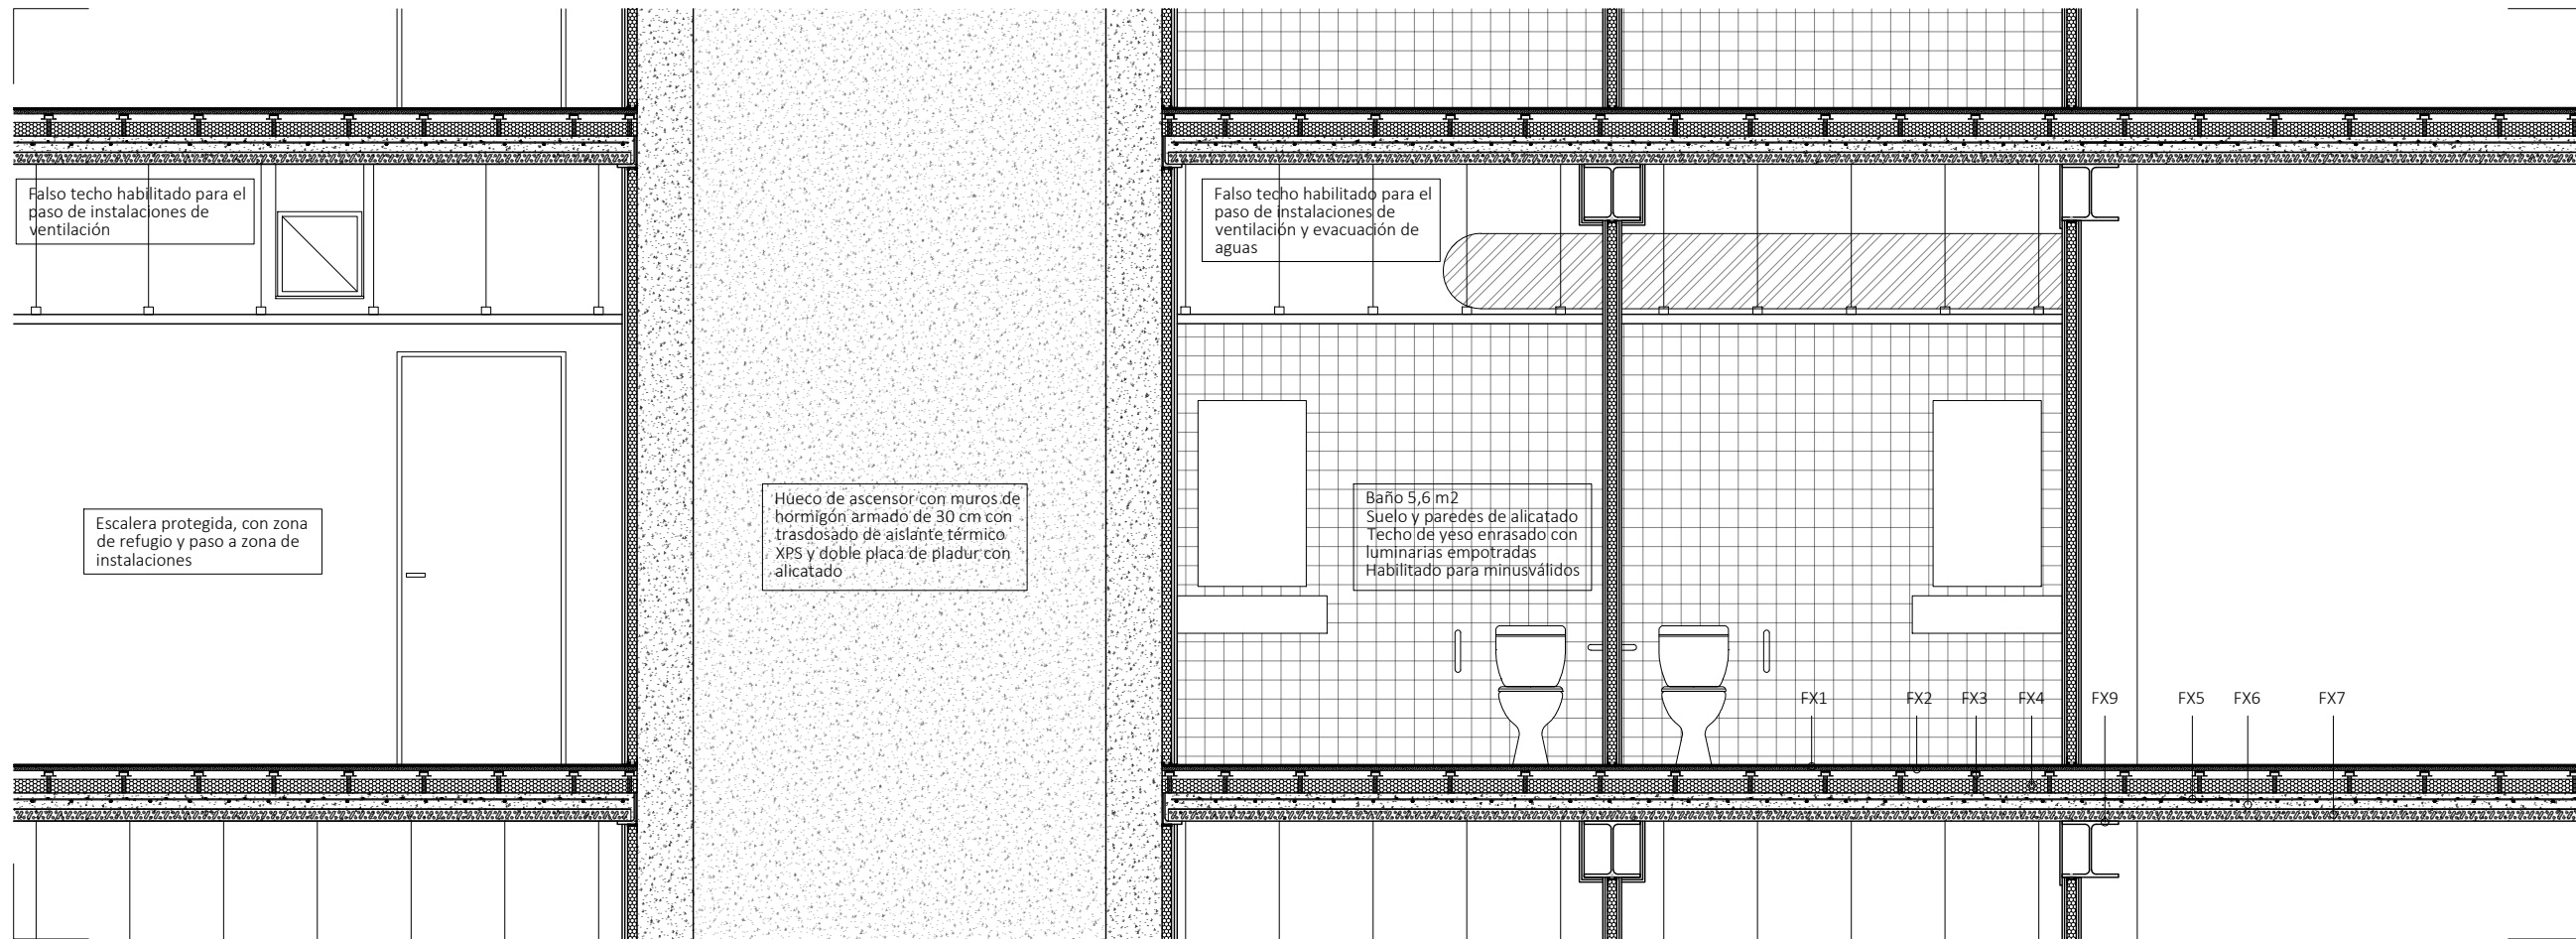 Falso techo habilitado para el
paso de instalaciones de
ventilación
Falso techo habilitado para el
paso de instalaciones de
ventilación y evacuación de
aguas
Escalera protegida, con zona
de refugio y paso a zona de
instalaciones
Hueco de ascensor con muros de
hormigón armado de 30 cm con
trasdosado de aislante térmico
XPS y doble placa de pladur con
alicatado
Baño 5,6 m2
Suelo y paredes de alicatado
Techo de yeso enrasado con
luminarias empotradas
Habilitado para minusválidos
FX1 FX2 FX3 FX4 FX9 FX5 FX6 FX7